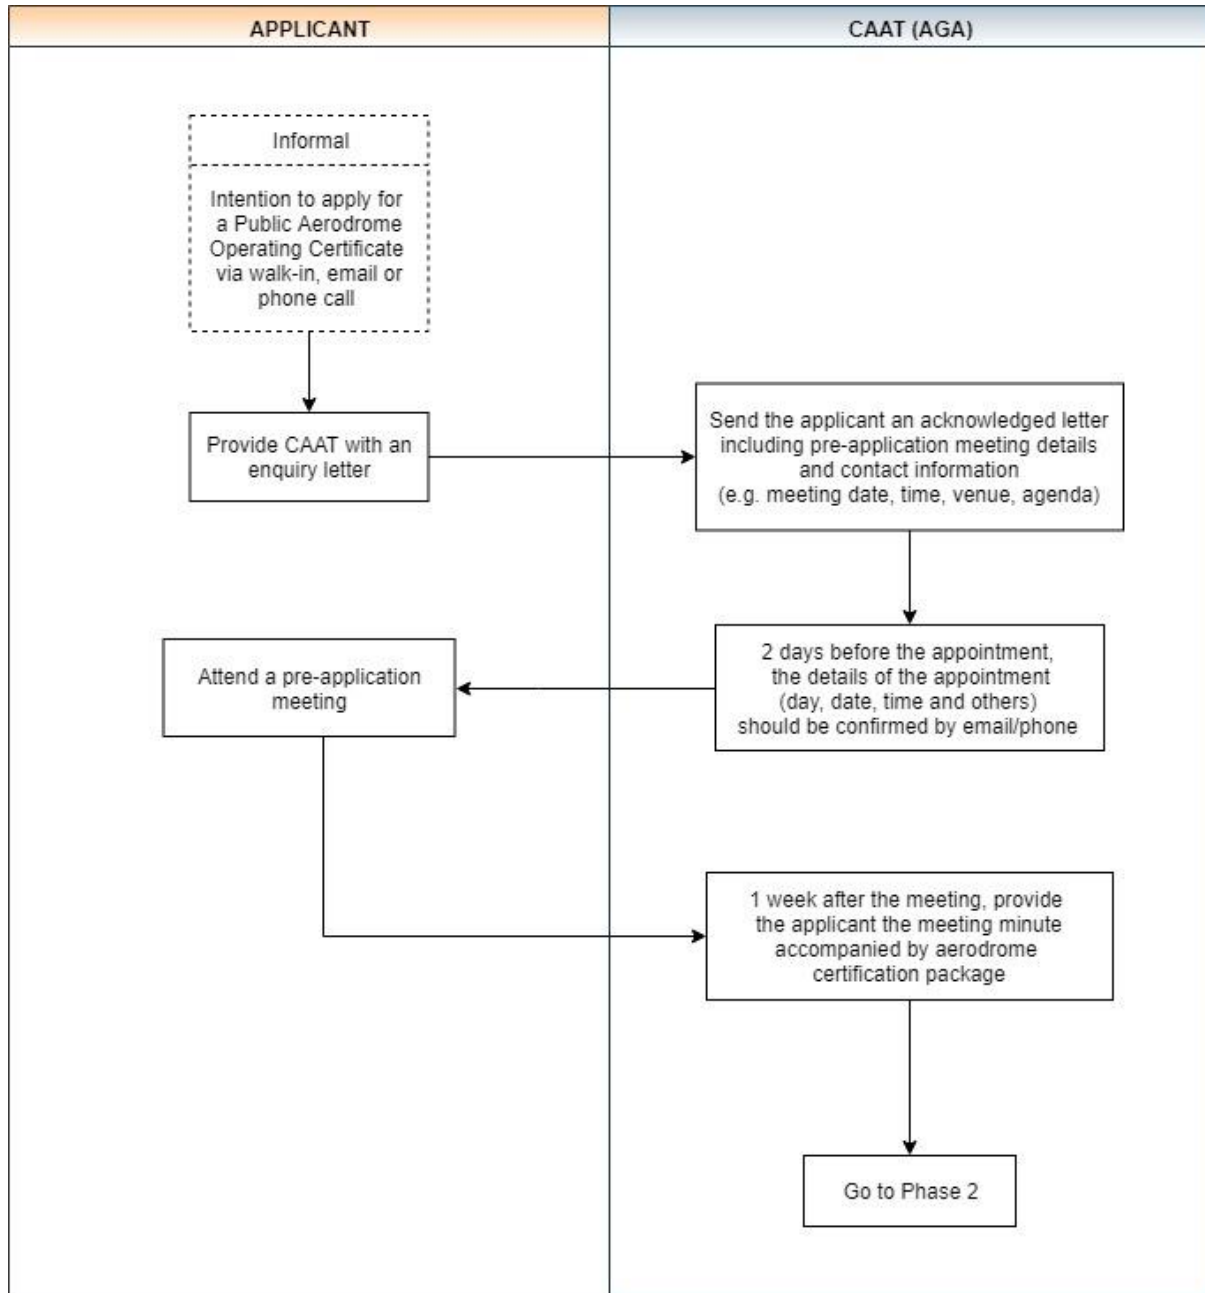 APPLICANT
CAAT (AGA)
Informal
Intention to apply for
a Public Aerodrome
Operating Certificate
via walk-in, email or
phone call
Provide CAAT with an
enquiry letter
Send the applicant an acknowledged letter
including pre-application meeting details
and contact information
(e.g. meeting date, time, venue, agenda)
2 days before the appointment,
the details of the appointment
(day, date, time and others)
should be confirmed by email/phone
Attend a pre-application
meeting
1 week after the meeting, provide
the applicant the meeting minute
accompanied by aerodrome
certification package
Go to Phase 2